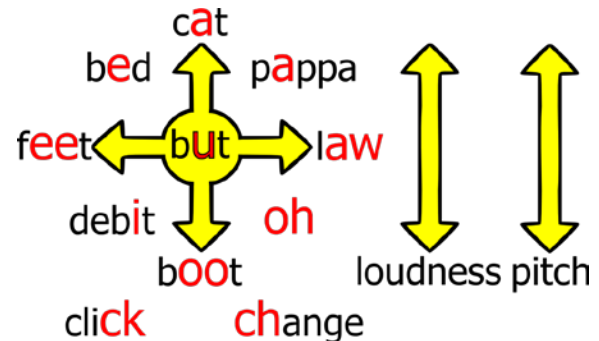 cat
bed pappa
feet but law
debit oh
boot loudness pitch
click change